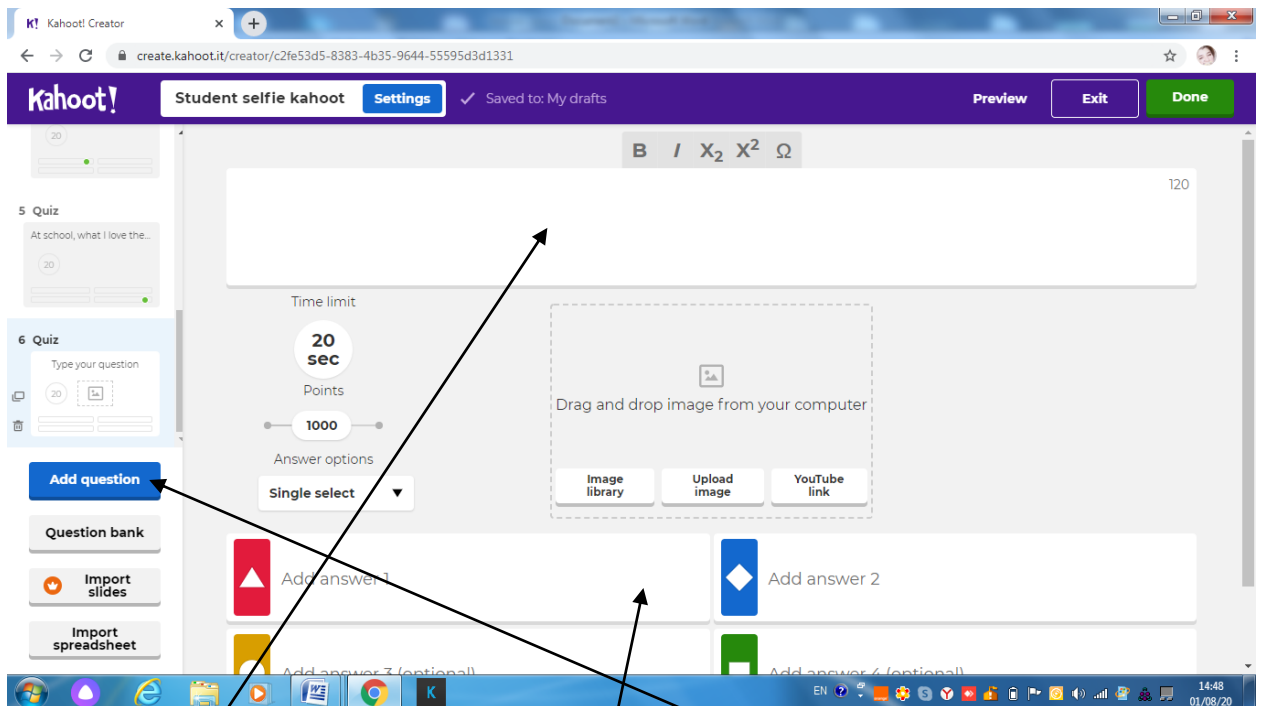 K! Kahoot! Creator
create.kahoot.it/creator/c2fe53d5-8383-4b35-9644-55595d3d1331
Kahoot! Student selfie kahoot Settings Saved to: My drafts Preview Exit Done
20
B I X2 X² Ω
120
5 Quiz
At school, what I love the...
20
6 Quiz
Type your question
20
Add question
Question bank
Import
slides
Import
spreadsheet
Time limit
20
sec
Points
1000
Answer options
Single select
Drag and drop image from your computer
Image
library
Upload
image
YouTube
link
Add answer 1
Add answer 2
Add answer 3 (optional)
Add answer 4 (optional)
K
EN
14:48
01/08/20